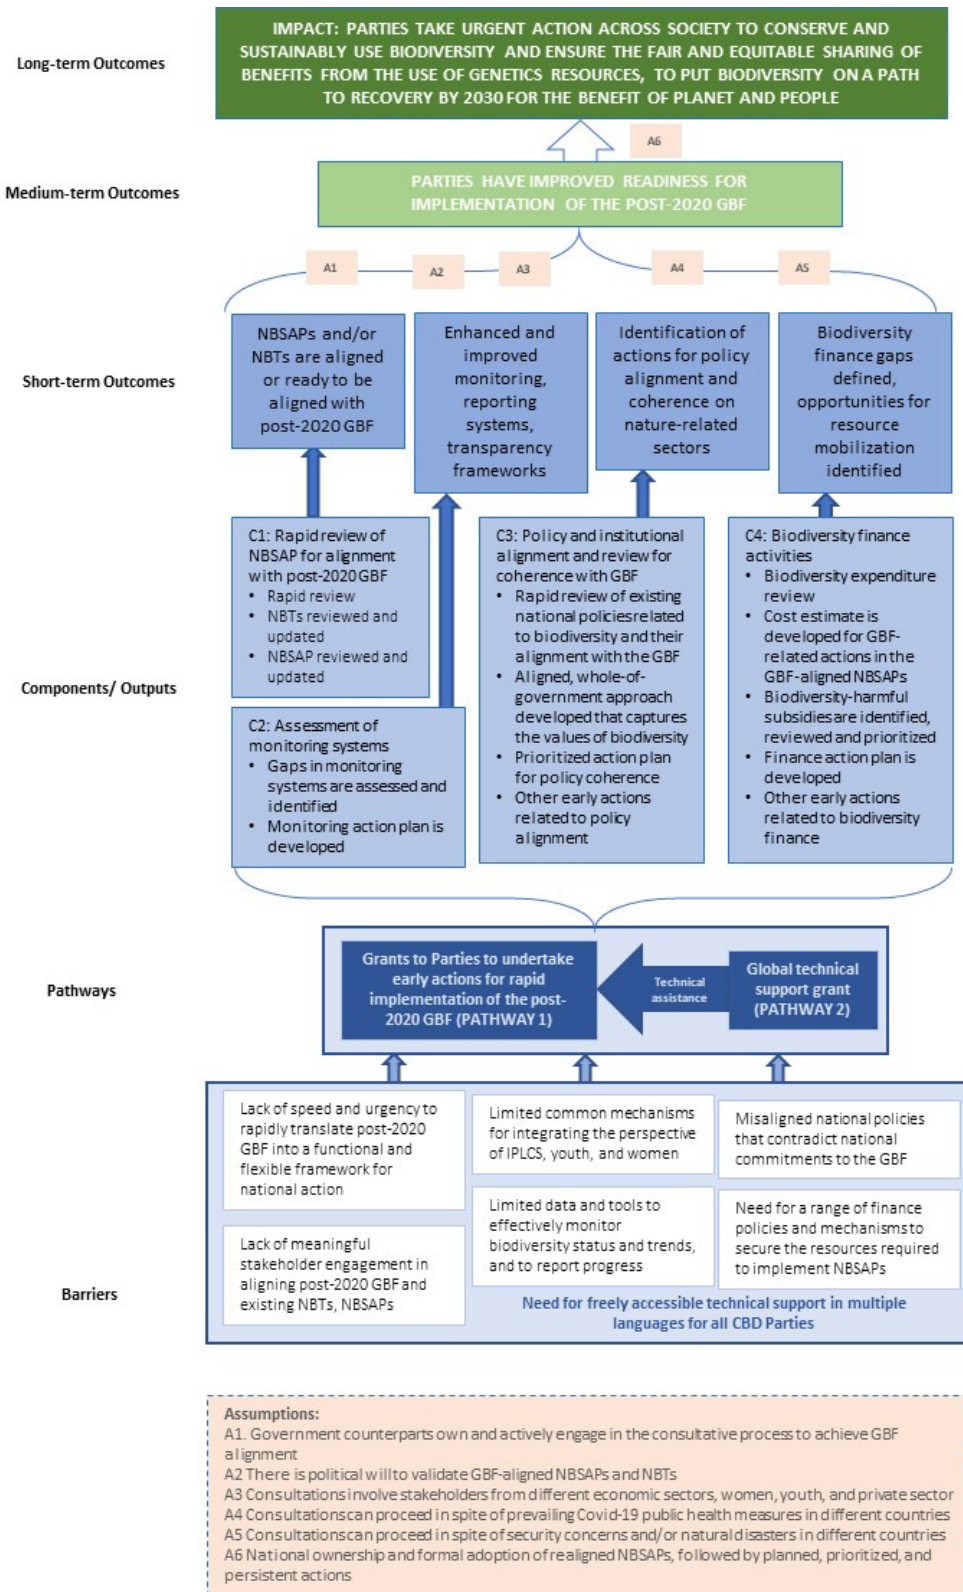 Long-term Outcomes
IMPACT: PARTIES TAKE URGENT ACTION ACROSS SOCIETY TO CONSERVE AND
SUSTAINABLY USE BIODIVERSITY AND ENSURE THE FAIR AND EQUITABLE SHARING OF
BENEFITS FROM THE USE OF GENETICS RESOURCES, TO PUT BIODIVERSITY ON A PATH
TO RECOVERY BY 2030 FOR THE BENEFIT OF PLANET AND PEOPLE
A6
Medium-term Outcomes
PARTIES HAVE IMPROVED READINESS FOR
IMPLEMENTATION OF THE POST-2020 GBF
A1
A2
A3
A4
A5
Short-term Outcomes
NBSAPs and/or
NBTs are aligned
or ready to be
aligned with
post-2020 GBF
Enhanced and
improved
monitoring,
reporting
systems,
transparency
frameworks
Identification of
actions for policy
alignment and
coherence on
nature-related
sectors
Biodiversity
finance gaps
defined,
opportunities for
resource
mobilization
identified
Components/ Outputs
C1: Rapid review of
NBSAP for alignment
with post-2020 GBF
• Rapid review
• NBTs reviewed and
updated
• NBSAP reviewed and
updated
C2: Assessment of
monitoring systems
• Gaps in monitoring
systems are assessed and
identified
• Monitoring action plan is
developed
C3: Policy and institutional
alignment and review for
coherence with GBF
• Rapid review of existing
national policies related
to biodiversity and their
alignment with the GBF
• Aligned, whole-of-
government approach
developed that captures
the values of biodiversity
• Prioritized action plan
for policy coherence
• Other early actions
related to policy
alignment
C4: Biodiversity finance
activities
• Biodiversity expenditure
review
• Cost estimate is
developed for GBF-
related actions in the
GBF-aligned NBSAPs
• Biodiversity-harmful
subsidies are identified,
reviewed and prioritized
• Finance action plan is
developed
• Other early actions
related to biodiversity
finance
Pathways
Grants to Parties to undertake
early actions for rapid
implementation of the post-
2020 GBF (PATHWAY 1)
Technical
assistance
Global technical
support grant
(PATHWAY 2)
Barriers
Lack of speed and urgency to
rapidly translate post-2020
GBF into a functional and
flexible framework for
national action
Limited common mechanisms
for integrating the perspective
of IPLCS, youth, and women
Misaligned national policies
that contradict national
commitments to the GBF
Lack of meaningful
stakeholder engagement in
aligning post-2020 GBF and
existing NBTs, NBSAPs
Limited data and tools to
effectively monitor
biodiversity status and trends,
and to report progress
Need for a range of finance
policies and mechanisms to
secure the resources required
to implement NBSAPs
Need for freely accessible technical support in multiple
languages for all CBD Parties
Assumptions:
A1. Government counterparts own and actively engage in the consultative process to achieve GBF
alignment
A2 There is political will to validate GBF-aligned NBSAPs and NBTs
A3 Consultations involve stakeholders from different economic sectors, women, youth, and private sector
A4 Consultations can proceed in spite of prevailing Covid-19 public health measures in different countries
A5 Consultations can proceed in spite of security concerns and/or natural disasters in different countries
A6 National ownership and formal adoption of realigned NBSAPs, followed by planned, prioritized, and
persistent actions